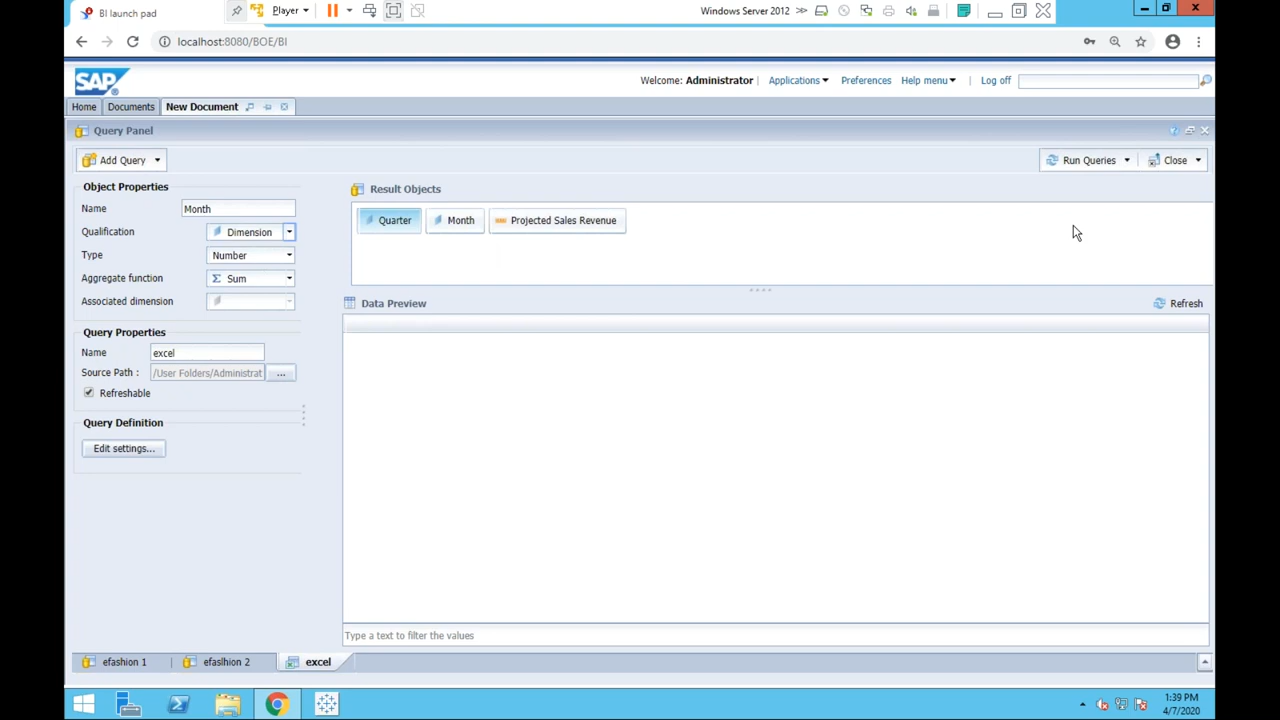 BI launch pad
Player
Windows Server 2012
localhost:8080/BOE/BI
SAP
Welcome: Administrator
Applications
Preferences
Help menu
Log off
Home
Documents
New Document
Query Panel
Add Query
Run Queries
Close
Object Properties
Name
Month
Qualification
Dimension
Type
Number
Aggregate function
Σ Sum
Associated dimension
Query Properties
Name
excel
Source Path :
/User Folders/Administrat
...
Refreshable
Query Definition
Edit settings...
Result Objects
Quarter
Month
Projected Sales Revenue
Data Preview
Refresh
Type a text to filter the values
efashion 1
efaslhion 2
excel
1:39 PM
4/7/2020